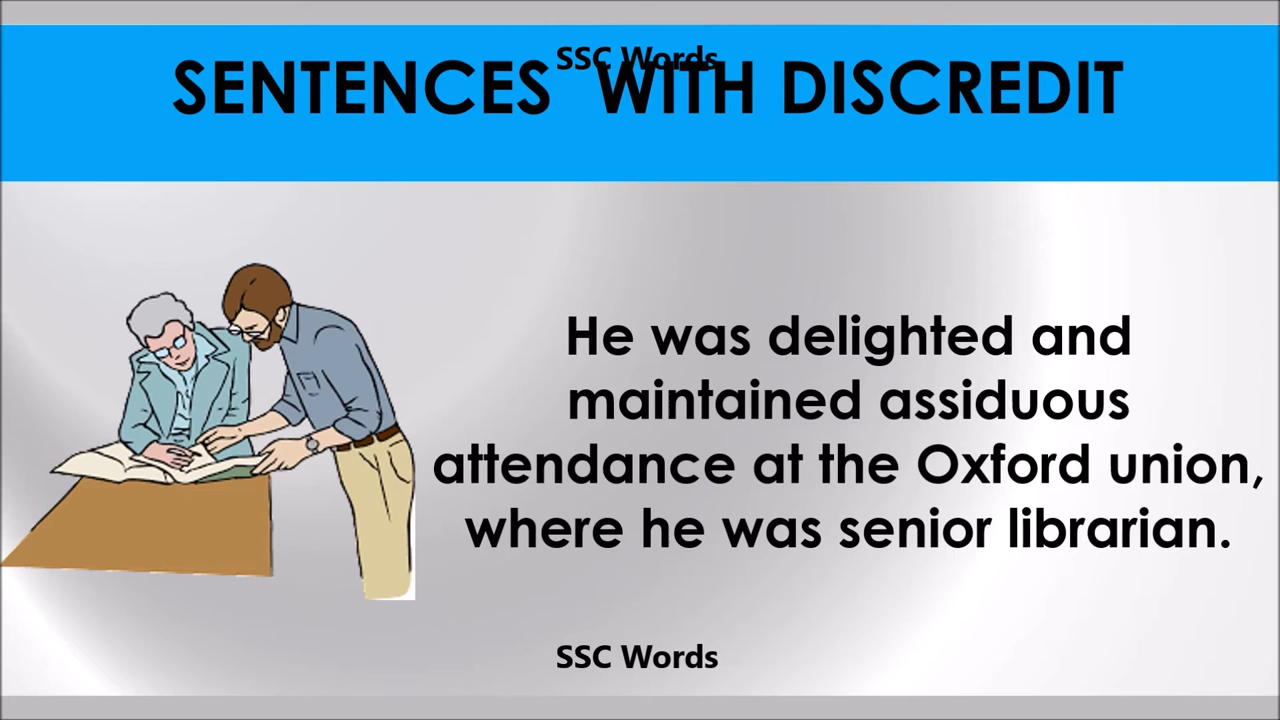 SSC Words
SENTENCES WITH DISCREDIT
He was delighted and
maintained assiduous
attendance at the Oxford union,
where he was senior librarian.
SSC Words